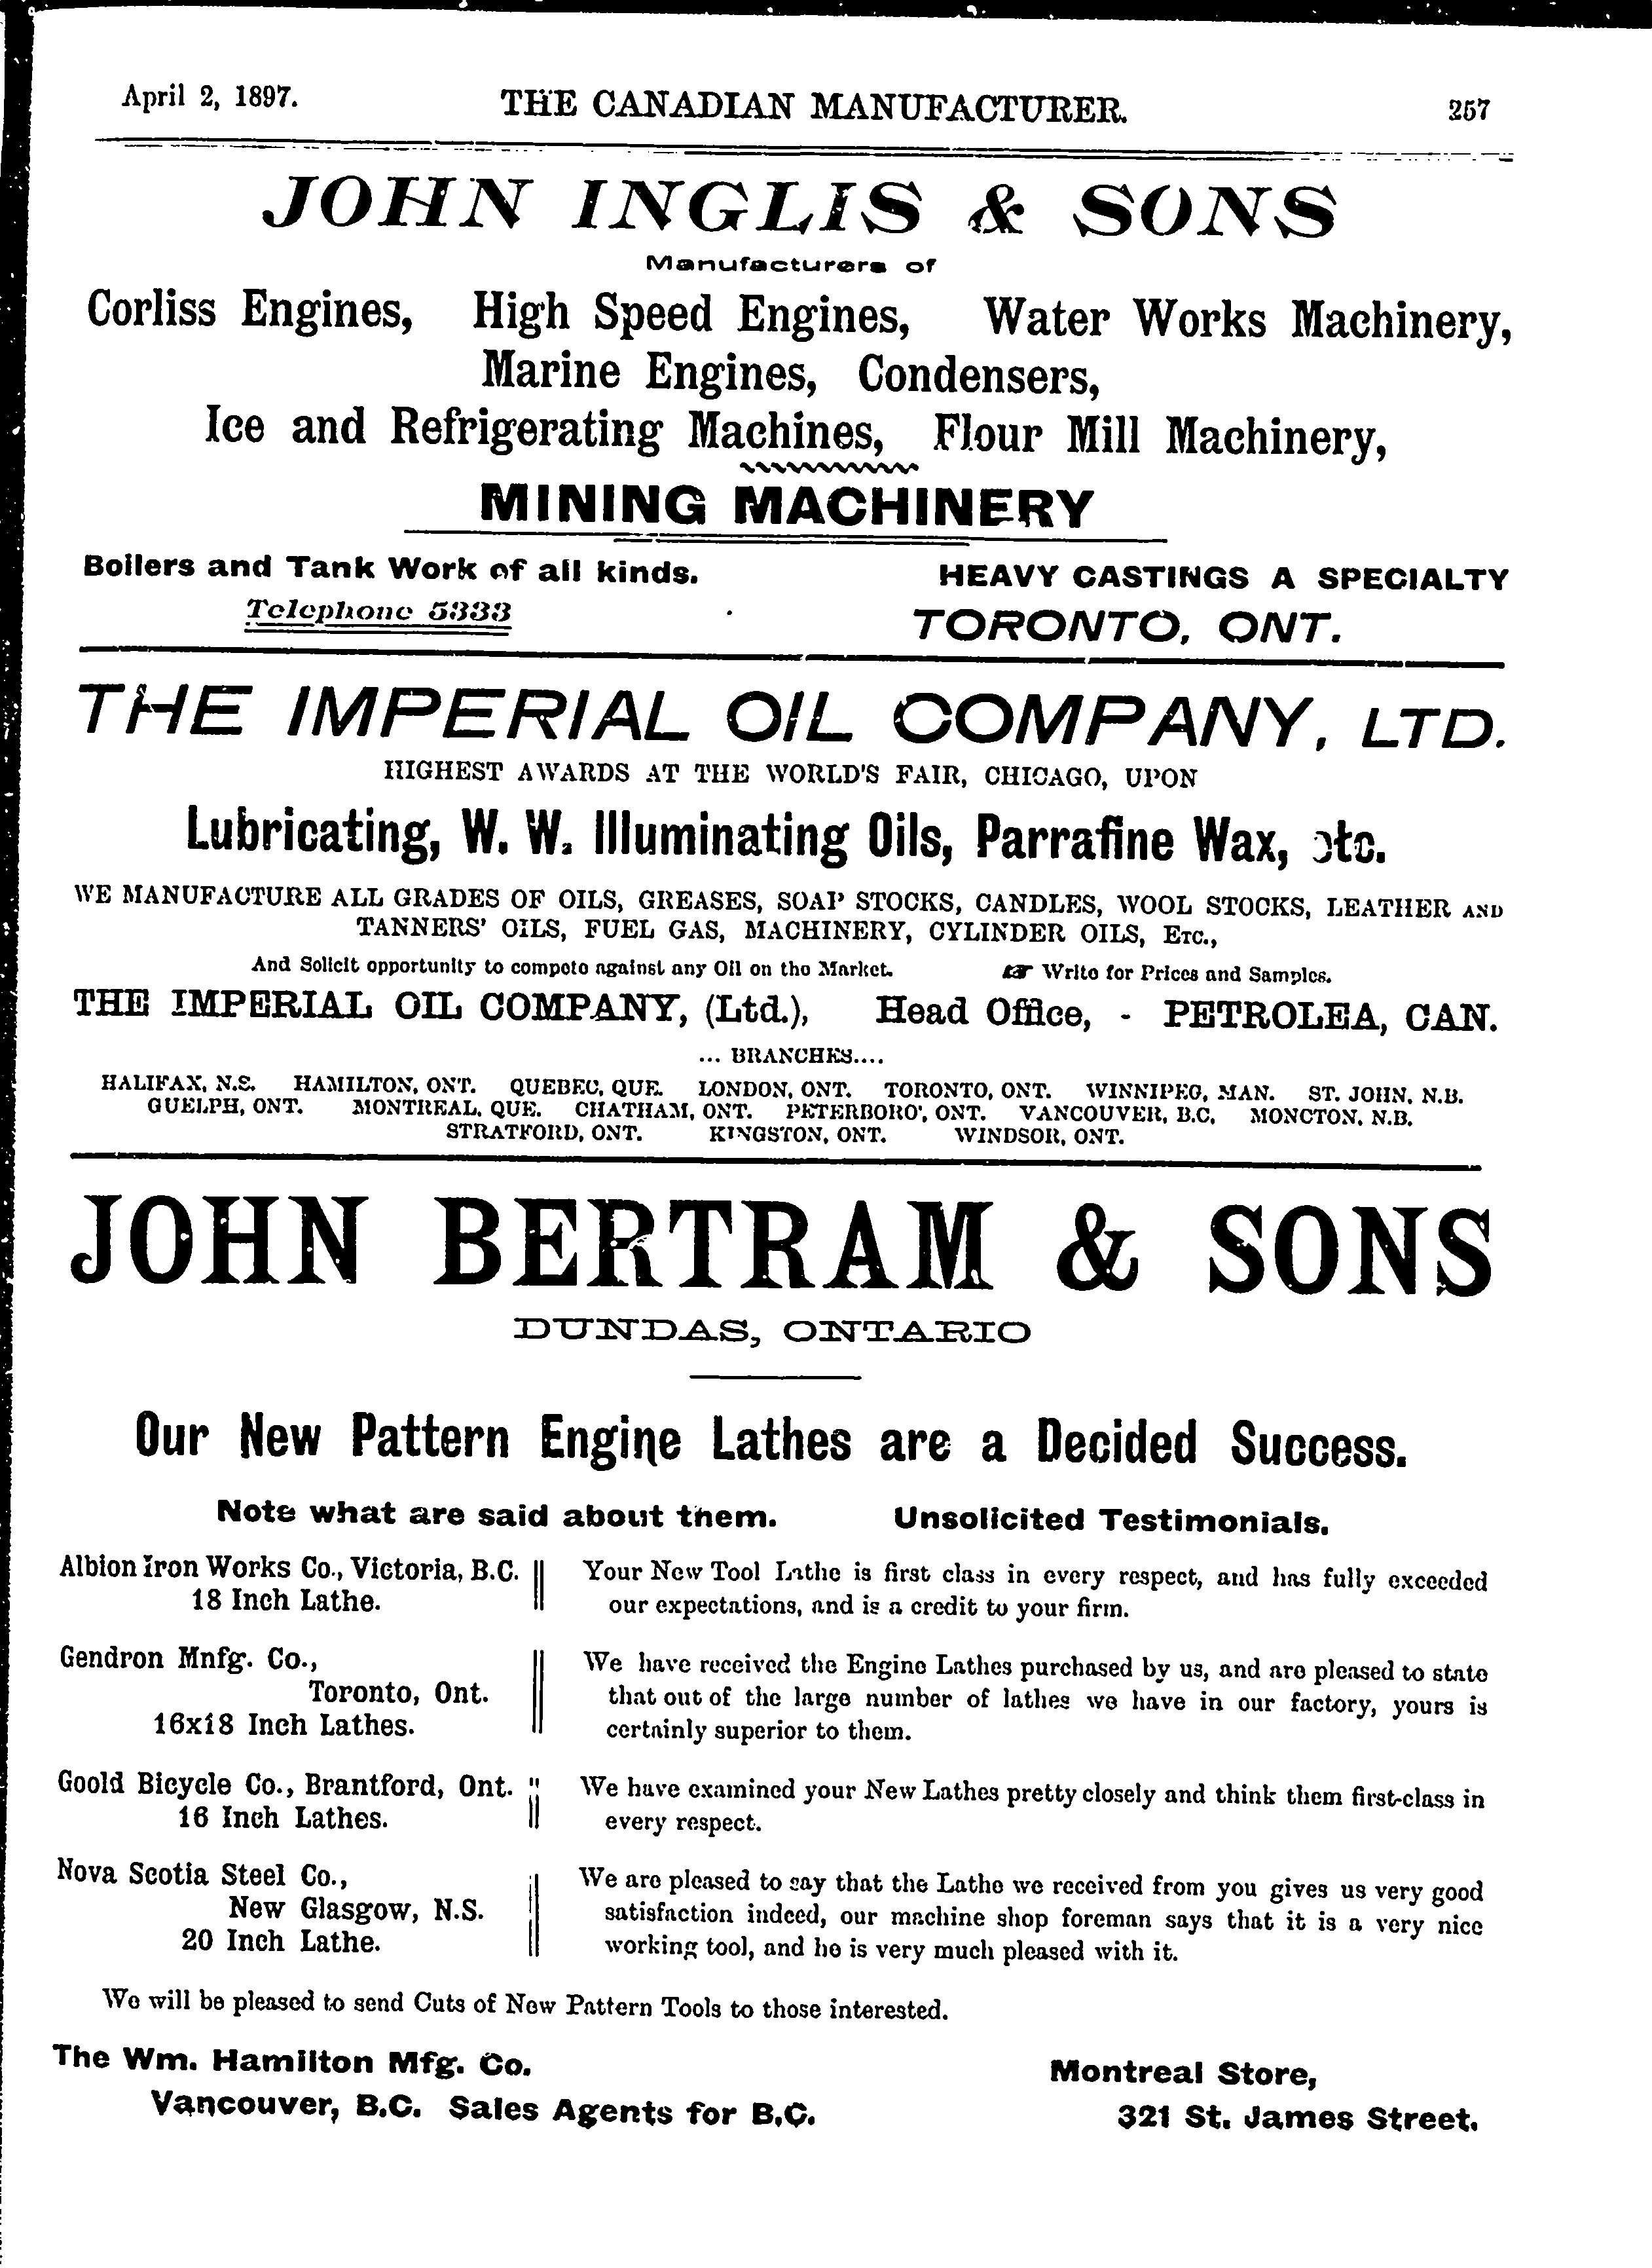 April 2, 1897. THE CANADIAN MANUFACTURER. 257
JOHN INGLIS & SONS
Manufacturers of
Corliss Engines, High Speed Engines, Water Works Machinery,
Marine Engines, Condensers,
Ice and Refrigerating Machines, Flour Mill Machinery,
MINING MACHINERY
Boilers and Tank Work of all kinds. HEAVY CASTINGS A SPECIALTY
Telephone 5333 TORONTO, ONT.
THE IMPERIAL OIL COMPANY, LTD.
HIGHEST AWARDS AT THE WORLD'S FAIR, CHICAGO, UPON
Lubricating, W. W. Illuminating Oils, Parrafine Wax, etc.
WE MANUFACTURE ALL GRADES OF OILS, GREASES, SOAP STOCKS, CANDLES, WOOL STOCKS, LEATHER AND
TANNERS' OILS, FUEL GAS, MACHINERY, CYLINDER OILS, ETC.,
And Solicit opportunity to compete against any Oil on the Market. ☞ Write for Prices and Samples.
THE IMPERIAL OIL COMPANY, (Ltd.), Head Office, - PETROLEA, CAN.
... BRANCHES....
HALIFAX, N.S. HAMILTON, ONT. QUEBEC, QUE. LONDON, ONT. TORONTO, ONT. WINNIPEG, MAN. ST. JOHN, N.B.
GUELPH, ONT. MONTREAL, QUE. CHATHAM, ONT. PETERBORO', ONT. VANCOUVER, B.C, MONCTON, N.B.
STRATFORD, ONT. KINGSTON, ONT. WINDSOR, ONT.
JOHN BERTRAM & SONS
DUNDAS, ONTARIO
Our New Pattern Engine Lathes are a Decided Success.
Note what are said about them. Unsolicited Testimonials.
Albion Iron Works Co., Victoria, B.C.
18 Inch Lathe.
Your New Tool Lathe is first class in every respect, and has fully exceeded
our expectations, and is a credit to your firm.
Gendron Mnfg. Co.,
Toronto, Ont.
16x18 Inch Lathes.
We have received the Engine Lathes purchased by us, and are pleased to state
that out of the large number of lathes we have in our factory, yours is
certainly superior to them.
Goold Bicycle Co., Brantford, Ont.
16 Inch Lathes.
We have examined your New Lathes pretty closely and think them first-class in
every respect.
Nova Scotia Steel Co.,
New Glasgow, N.S.
20 Inch Lathe.
We are pleased to say that the Lathe we received from you gives us very good
satisfaction indeed, our machine shop foreman says that it is a very nice
working tool, and he is very much pleased with it.
We will be pleased to send Cuts of New Pattern Tools to those interested.
The Wm. Hamilton Mfg. Co.
Vancouver, B.C. Sales Agents for B.C.
Montreal Store,
321 St. James Street.